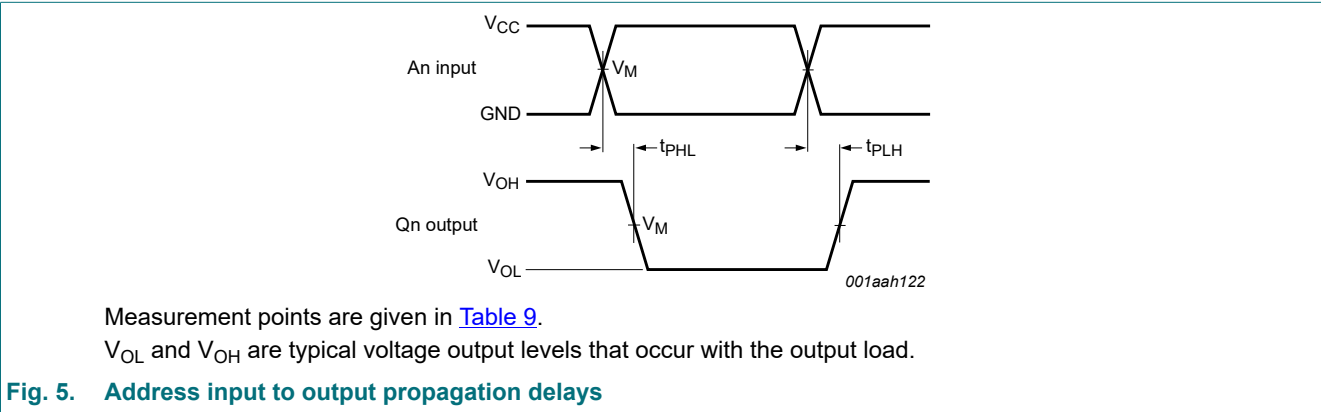 VCC
An input
VM
GND
tPHL
tPLH
VOH
Qn output
VM
VOL
001aah122
Measurement points are given in Table 9.
VOL and VOH are typical voltage output levels that occur with the output load.
Fig. 5. Address input to output propagation delays